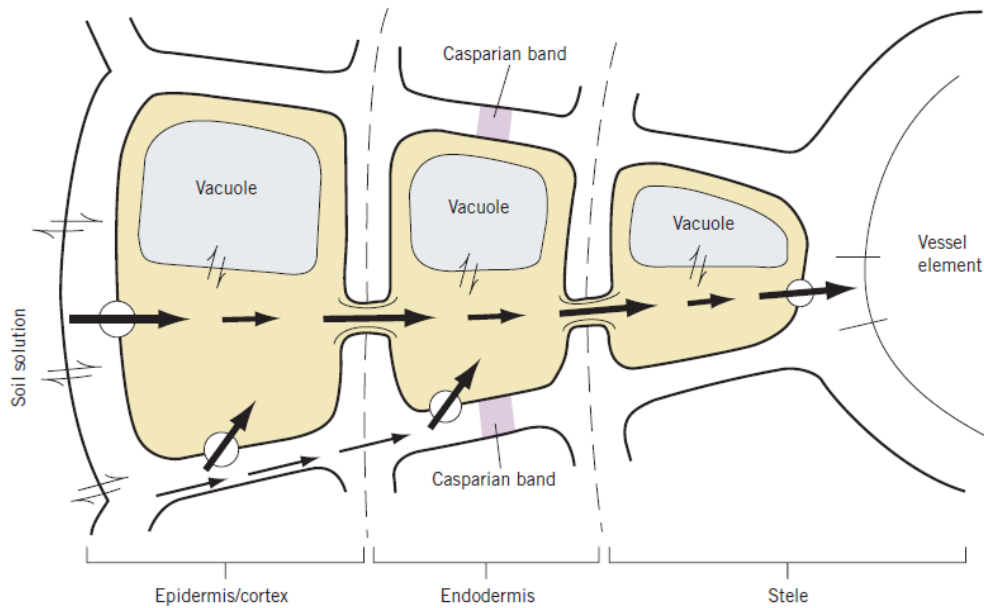 Casparian band
Vacuole
Vacuole
Vacuole
Vessel
element
Soil solution
Casparian band
Epidermis/cortex
Endodermis
Stele